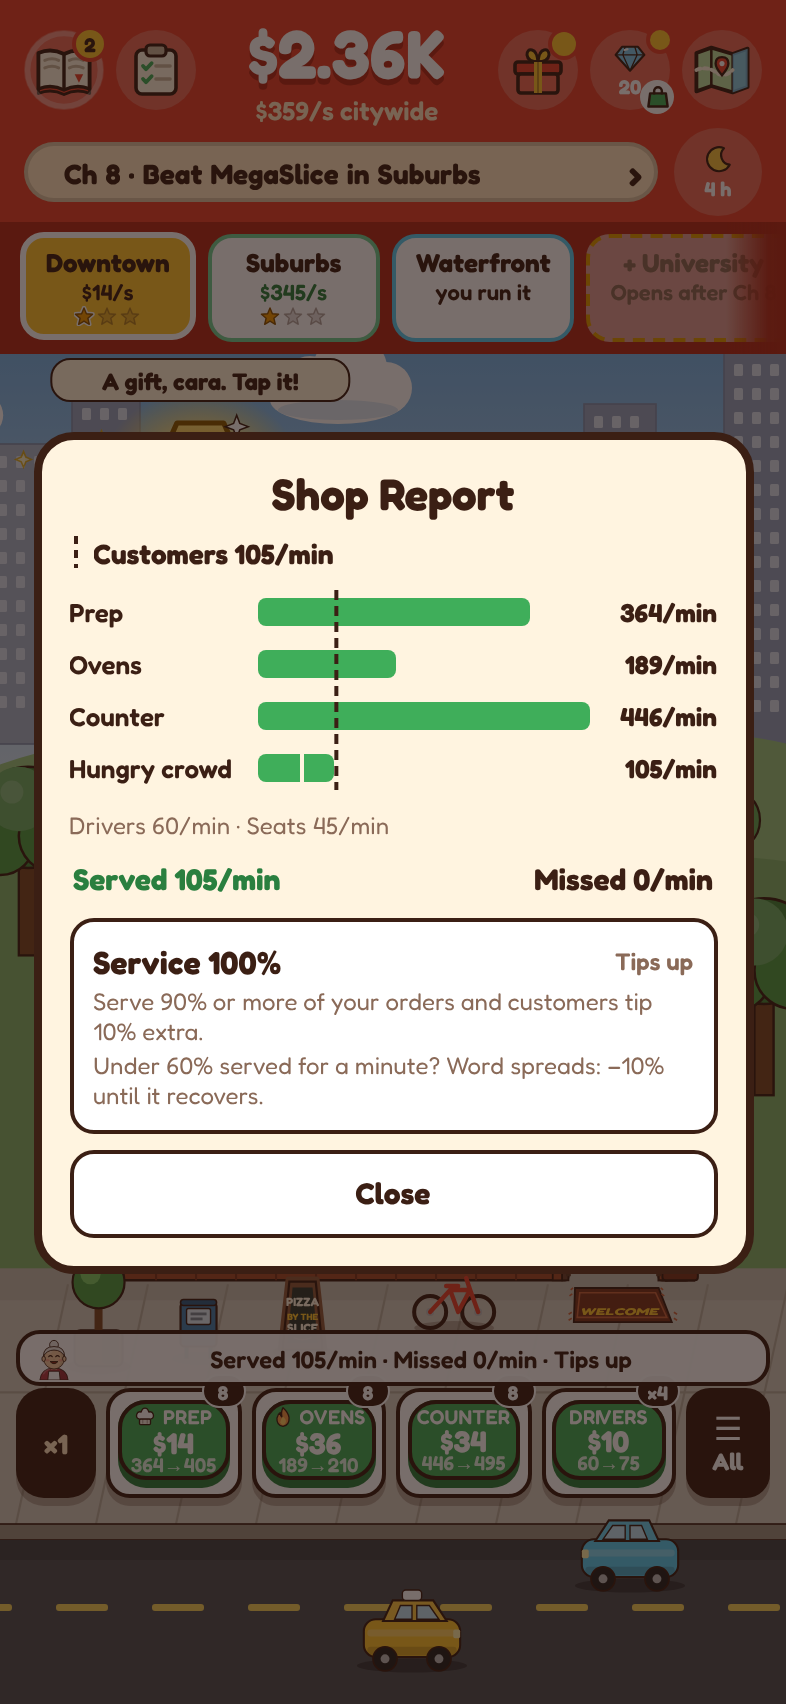 2
$2.36K
$359/s citywide
20
Ch 8 · Beat MegaSlice in Suburbs
4 h
Downtown
$14/s
Suburbs
$345/s
Waterfront
you run it
+ University
Opens after Ch
A gift, cara. Tap it!
Shop Report
Customers 105/min
Prep
364/min
Ovens
189/min
Counter
446/min
Hungry crowd
105/min
Drivers 60/min · Seats 45/min
Served 105/min
Missed 0/min
Service 100%
Tips up
Serve 90% or more of your orders and customers tip
10% extra.
Under 60% served for a minute? Word spreads: −10%
until it recovers.
Close
PIZZA
BY THE
SLICE
WELCOME
Served 105/min · Missed 0/min · Tips up
x1
8
PREP
$14
364→405
8
OVENS
$36
189→210
8
COUNTER
$34
446→495
x4
DRIVERS
$10
60→75
All